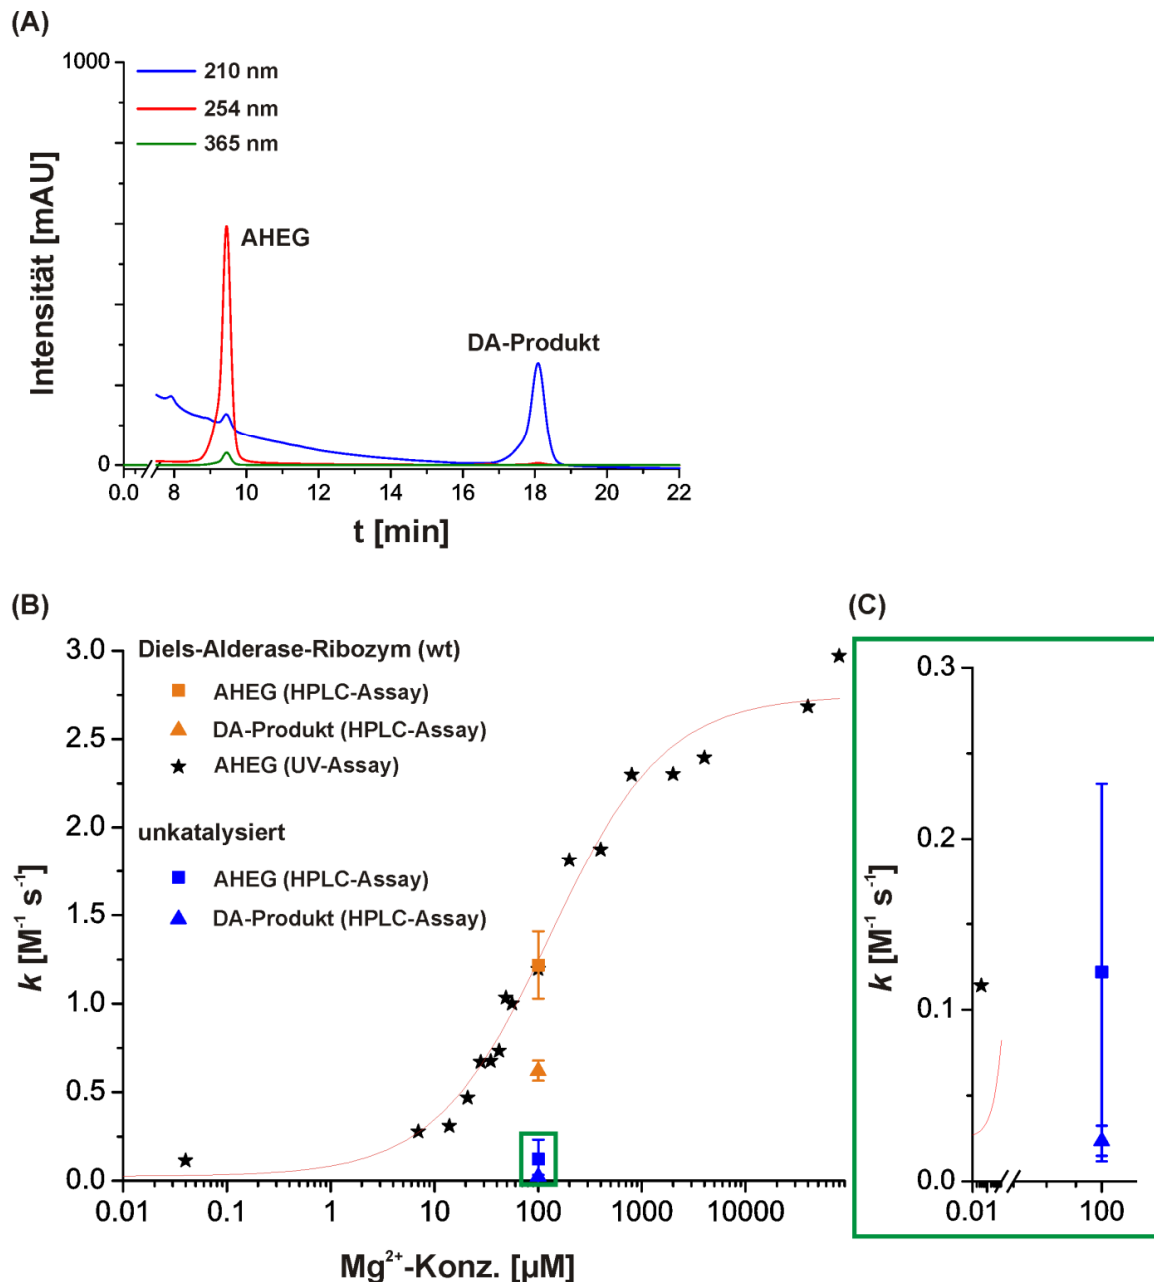 (A)
1000
210 nm
254 nm
365 nm
AHEG
DA-Produkt
Intensität [mAU]
0
0.0 8 10 12 14 16 18 20 22
t [min]
(B)
3.0
2.5
2.0
1.5
1.0
0.5
0.0
Diels-Alderase-Ribozym (wt)
AHEG (HPLC-Assay)
DA-Produkt (HPLC-Assay)
AHEG (UV-Assay)
unkatalysiert
AHEG (HPLC-Assay)
DA-Produkt (HPLC-Assay)
k [M⁻¹ s⁻¹]
0.01 0.1 1 10 100 1000 10000
Mg²⁺-Konz. [µM]
(C)
0.3
0.2
0.1
0.0
k [M⁻¹ s⁻¹]
0.01 100